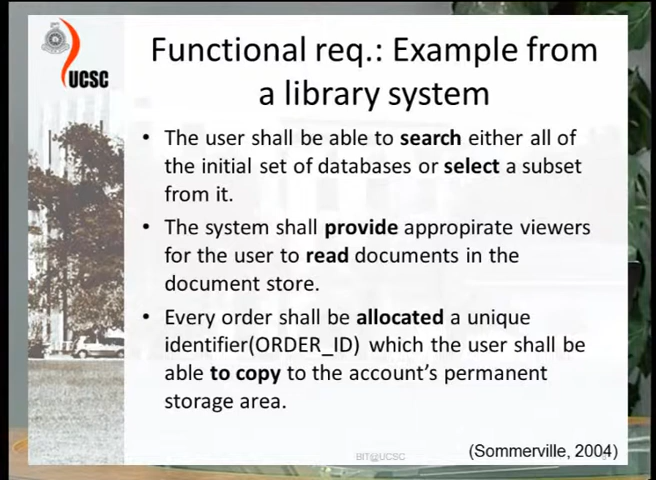 UCSC
Functional req.: Example from
a library system
• The user shall be able to search either all of
the initial set of databases or select a subset
from it.
• The system shall provide appropirate viewers
for the user to read documents in the
document store.
• Every order shall be allocated a unique
identifier(ORDER_ID) which the user shall be
able to copy to the account's permanent
storage area.
(Sommerville, 2004)